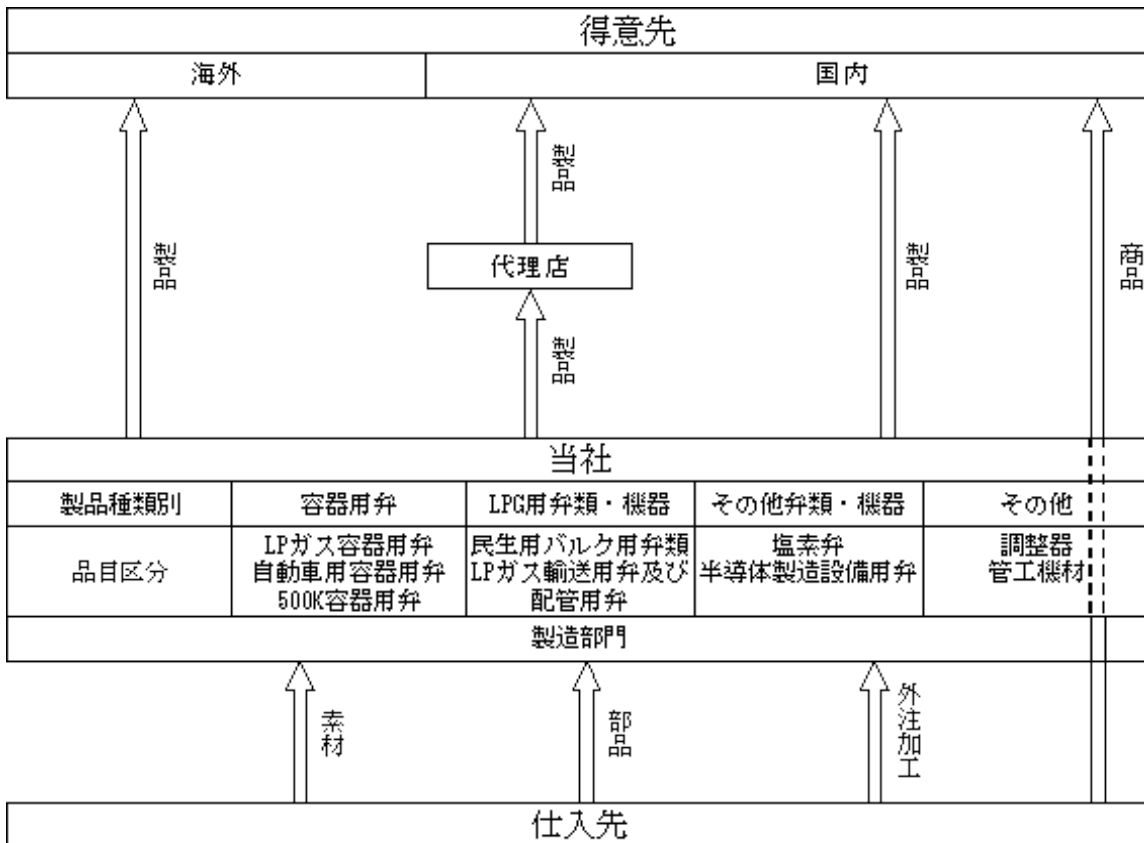 得意先
海外
国内
製品
製品
代理店
製品
製品
商品
当社
製品種類別
容器用弁
LPG用弁類・機器
その他弁類・機器
その他
品目区分
LPガス容器用弁
自動車用容器用弁
500K容器用弁
民生用バルク用弁類
LPガス輸送用弁及び
配管用弁
塩素弁
半導体製造設備用弁
調整器
管工機材
製造部門
素材
部品
外注加工
仕入先